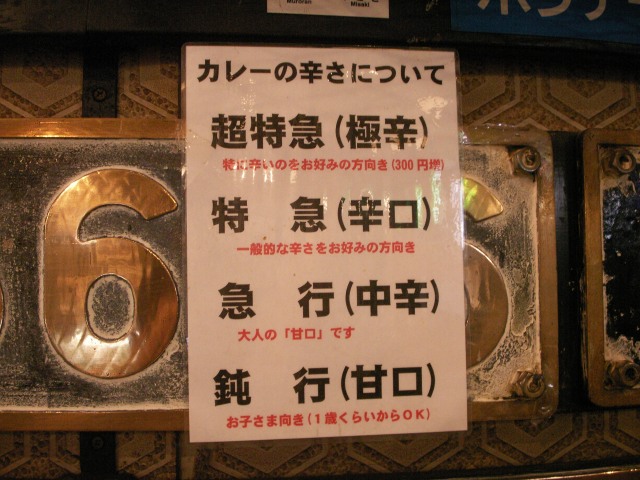 Muroran
Misaki
カレーの辛さについて
超特急(極辛)
特に辛いのをお好みの方向き(300円増)
特 急(辛口)
一般的な辛さをお好みの方向き
急 行(中辛)
大人の「甘口」です
鈍 行(甘口)
お子さま向き(1歳くらいからOK)
6
6